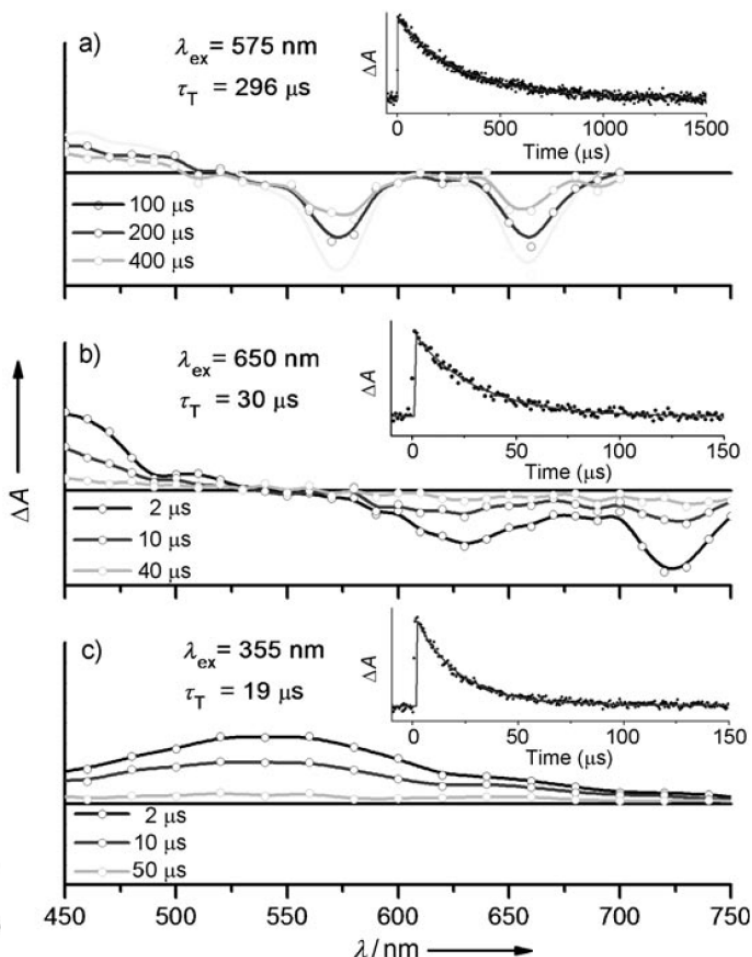 a)
λex = 575 nm
τT = 296 μs
ΔA
0 500 1000 1500
Time (μs)
100 μs
200 μs
400 μs
b)
λex = 650 nm
τT = 30 μs
ΔA
0 50 100 150
Time (μs)
2 μs
10 μs
40 μs
ΔA
c)
λex = 355 nm
τT = 19 μs
ΔA
0 50 100 150
Time (μs)
2 μs
10 μs
50 μs
450 500 550 600 650 700 750
λ/nm